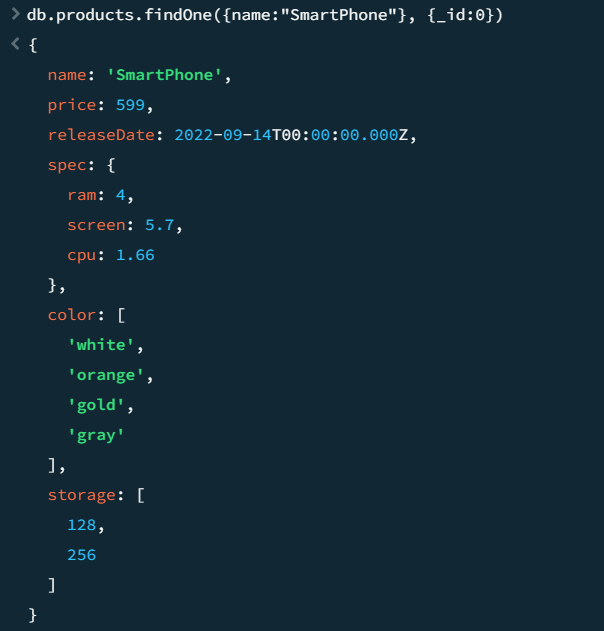 > db.products.findOne({name:"SmartPhone"}, {_id:0})
< {
name: 'SmartPhone',
price: 599,
releaseDate: 2022-09-14T00:00:00.000Z,
spec: {
ram: 4,
screen: 5.7,
cpu: 1.66
},
color: [
'white',
'orange',
'gold',
'gray'
],
storage: [
128,
256
]
}